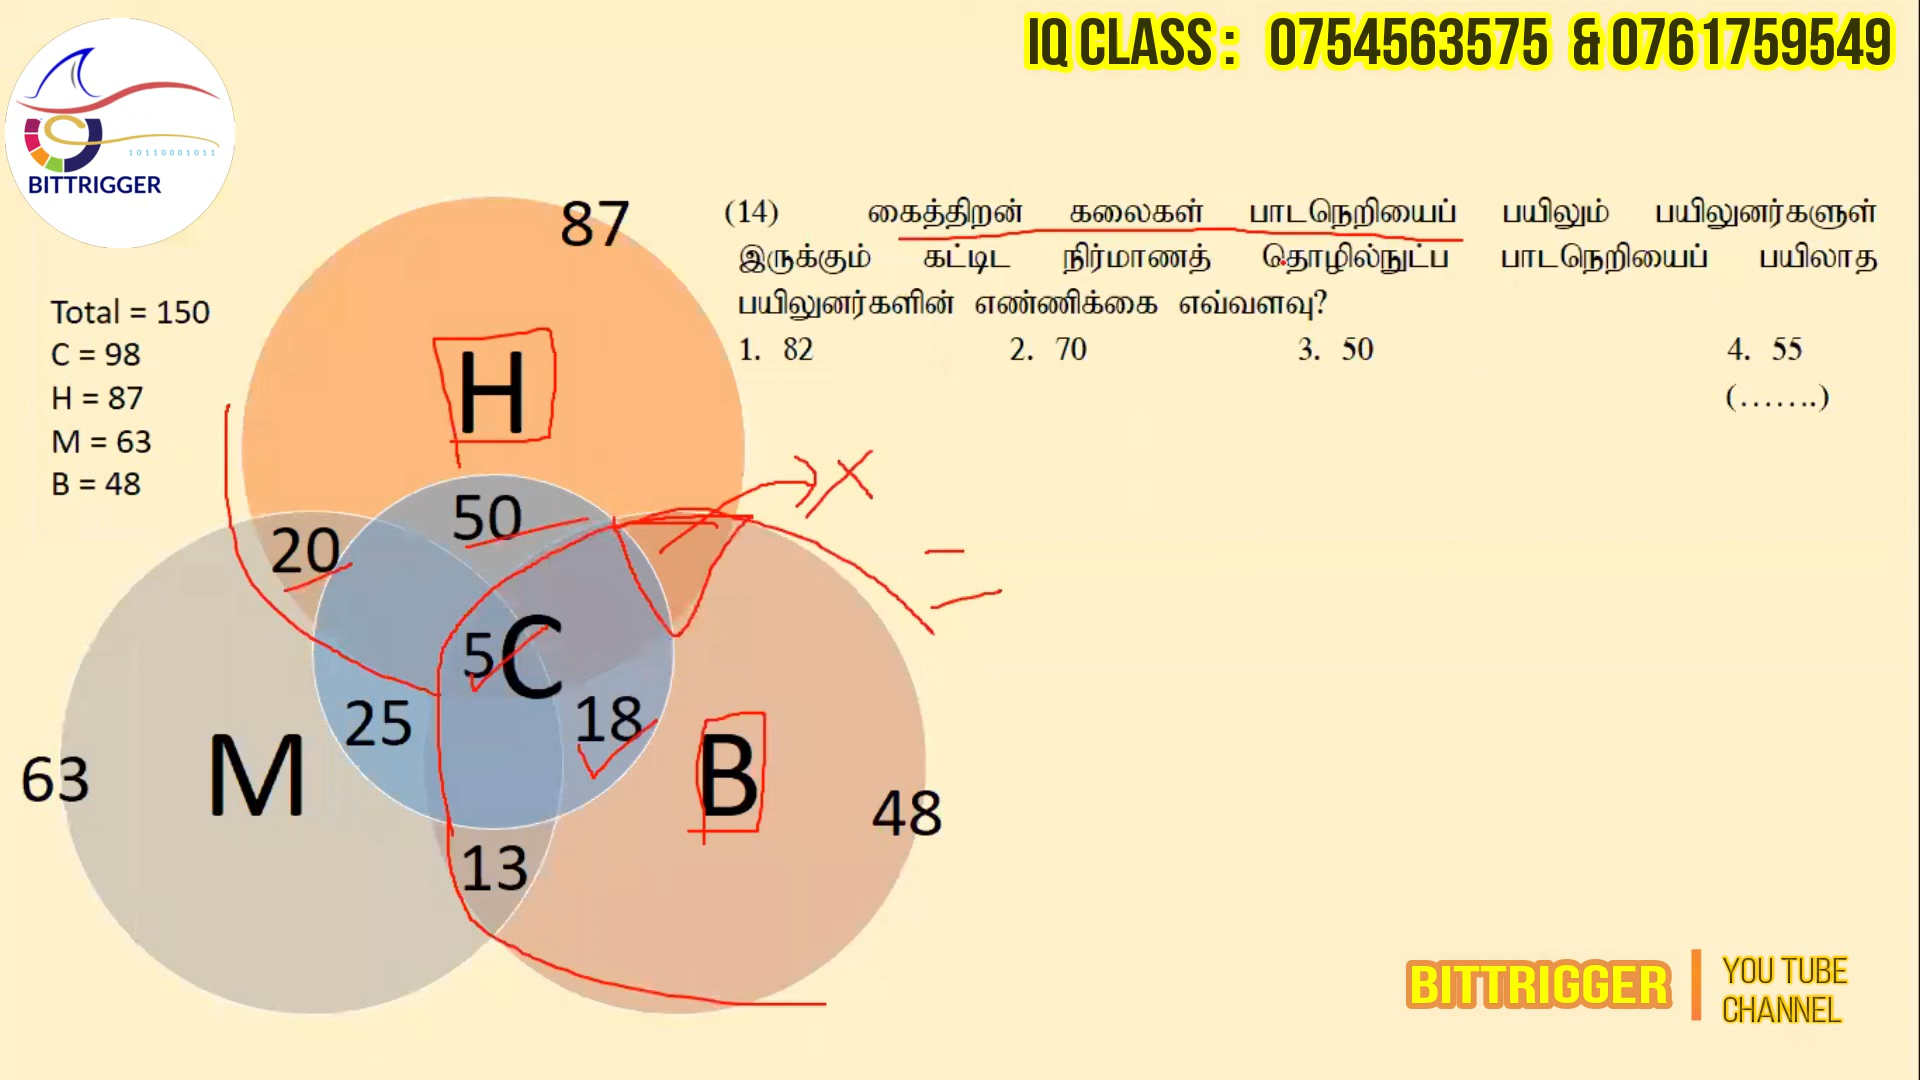 IQ CLASS : 0754563575 & 0761759549
10110001011
BITTRIGGER
87
(14) கைத்திறன் கலைகள் பாடநெறியைப் பயிலும் பயிலுனர்களுள்
இருக்கும் கட்டிட நிர்மாணத் தொழில்நுட்ப பாடநெறியைப் பயிலாத
பயிலுனர்களின் எண்ணிக்கை எவ்வளவு?
1. 82 2. 70 3. 50 4. 55
(.......)
Total = 150
C = 98
H = 87
M = 63
B = 48
H
X
50
20
5
C
25
18
M
B
63
48
13
BITTRIGGER
YOU TUBE
CHANNEL